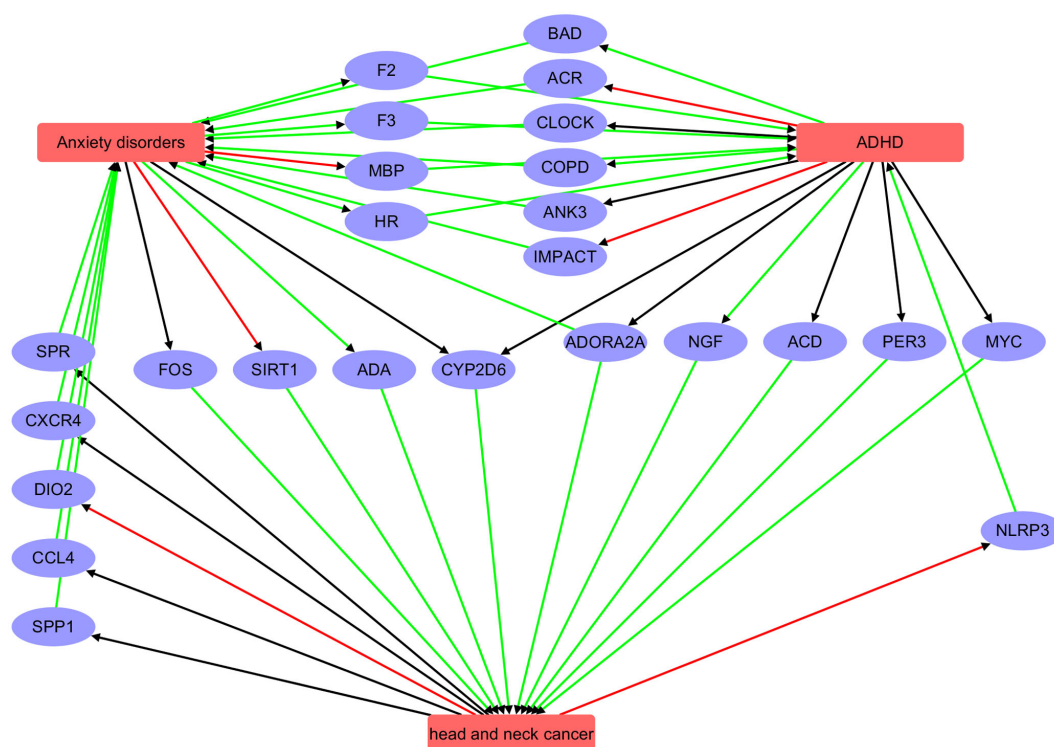 BAD
F2
ACR
F3
CLOCK
Anxiety disorders
ADHD
MBP
COPD
HR
ANK3
IMPACT
SPR
FOS
SIRT1
ADA
CYP2D6
ADORA2A
NGF
ACD
PER3
MYC
CXCR4
DIO2
NLRP3
CCL4
SPP1
head and neck cancer